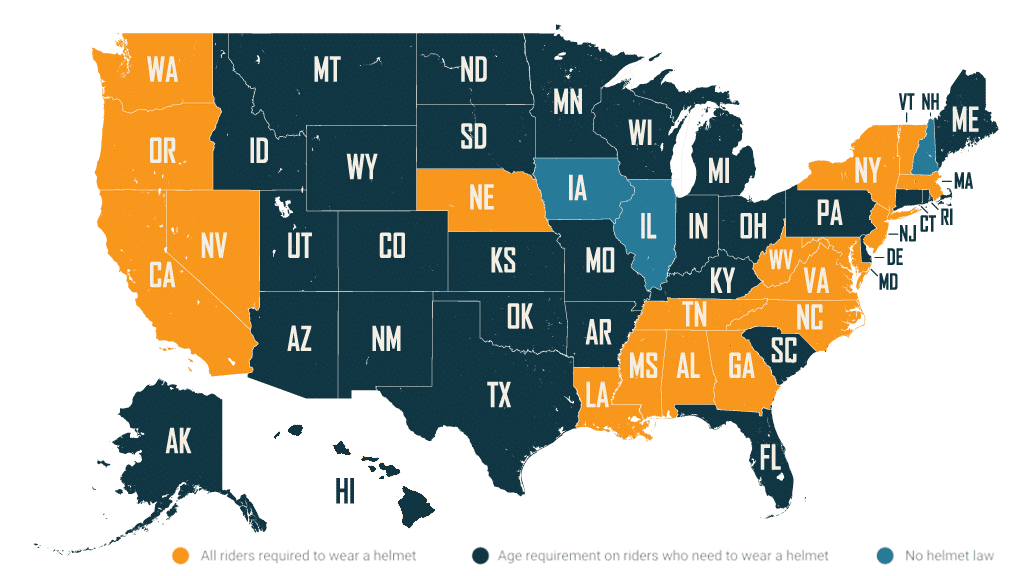 WA
MT
ND
MN
VT NH
ME
OR
ID
SD
WI
MI
WY
NY
MA
NE
IA
RI
CT
NV
UT
CO
IL
IN
OH
PA
NJ
CA
KS
MO
WV
DE
KY
VA
MD
AZ
NM
OK
AR
TN
NC
SC
TX
LA
MS
AL
GA
AK
FL
HI
All riders required to wear a helmet
Age requirement on riders who need to wear a helmet
No helmet law